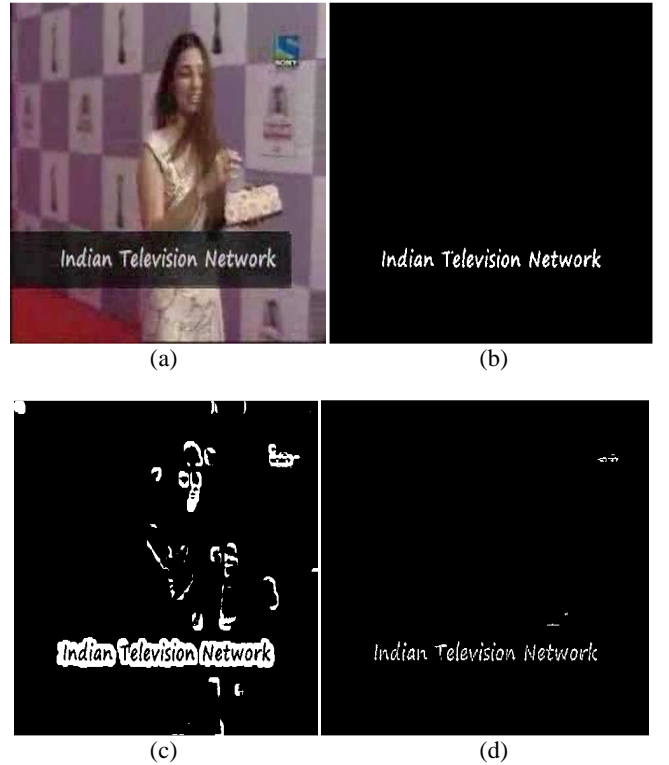 SONY
Indian Television Network
Indian Television Network
(a)
(b)
Indian Television Network
Indian Television Network
(c)
(d)